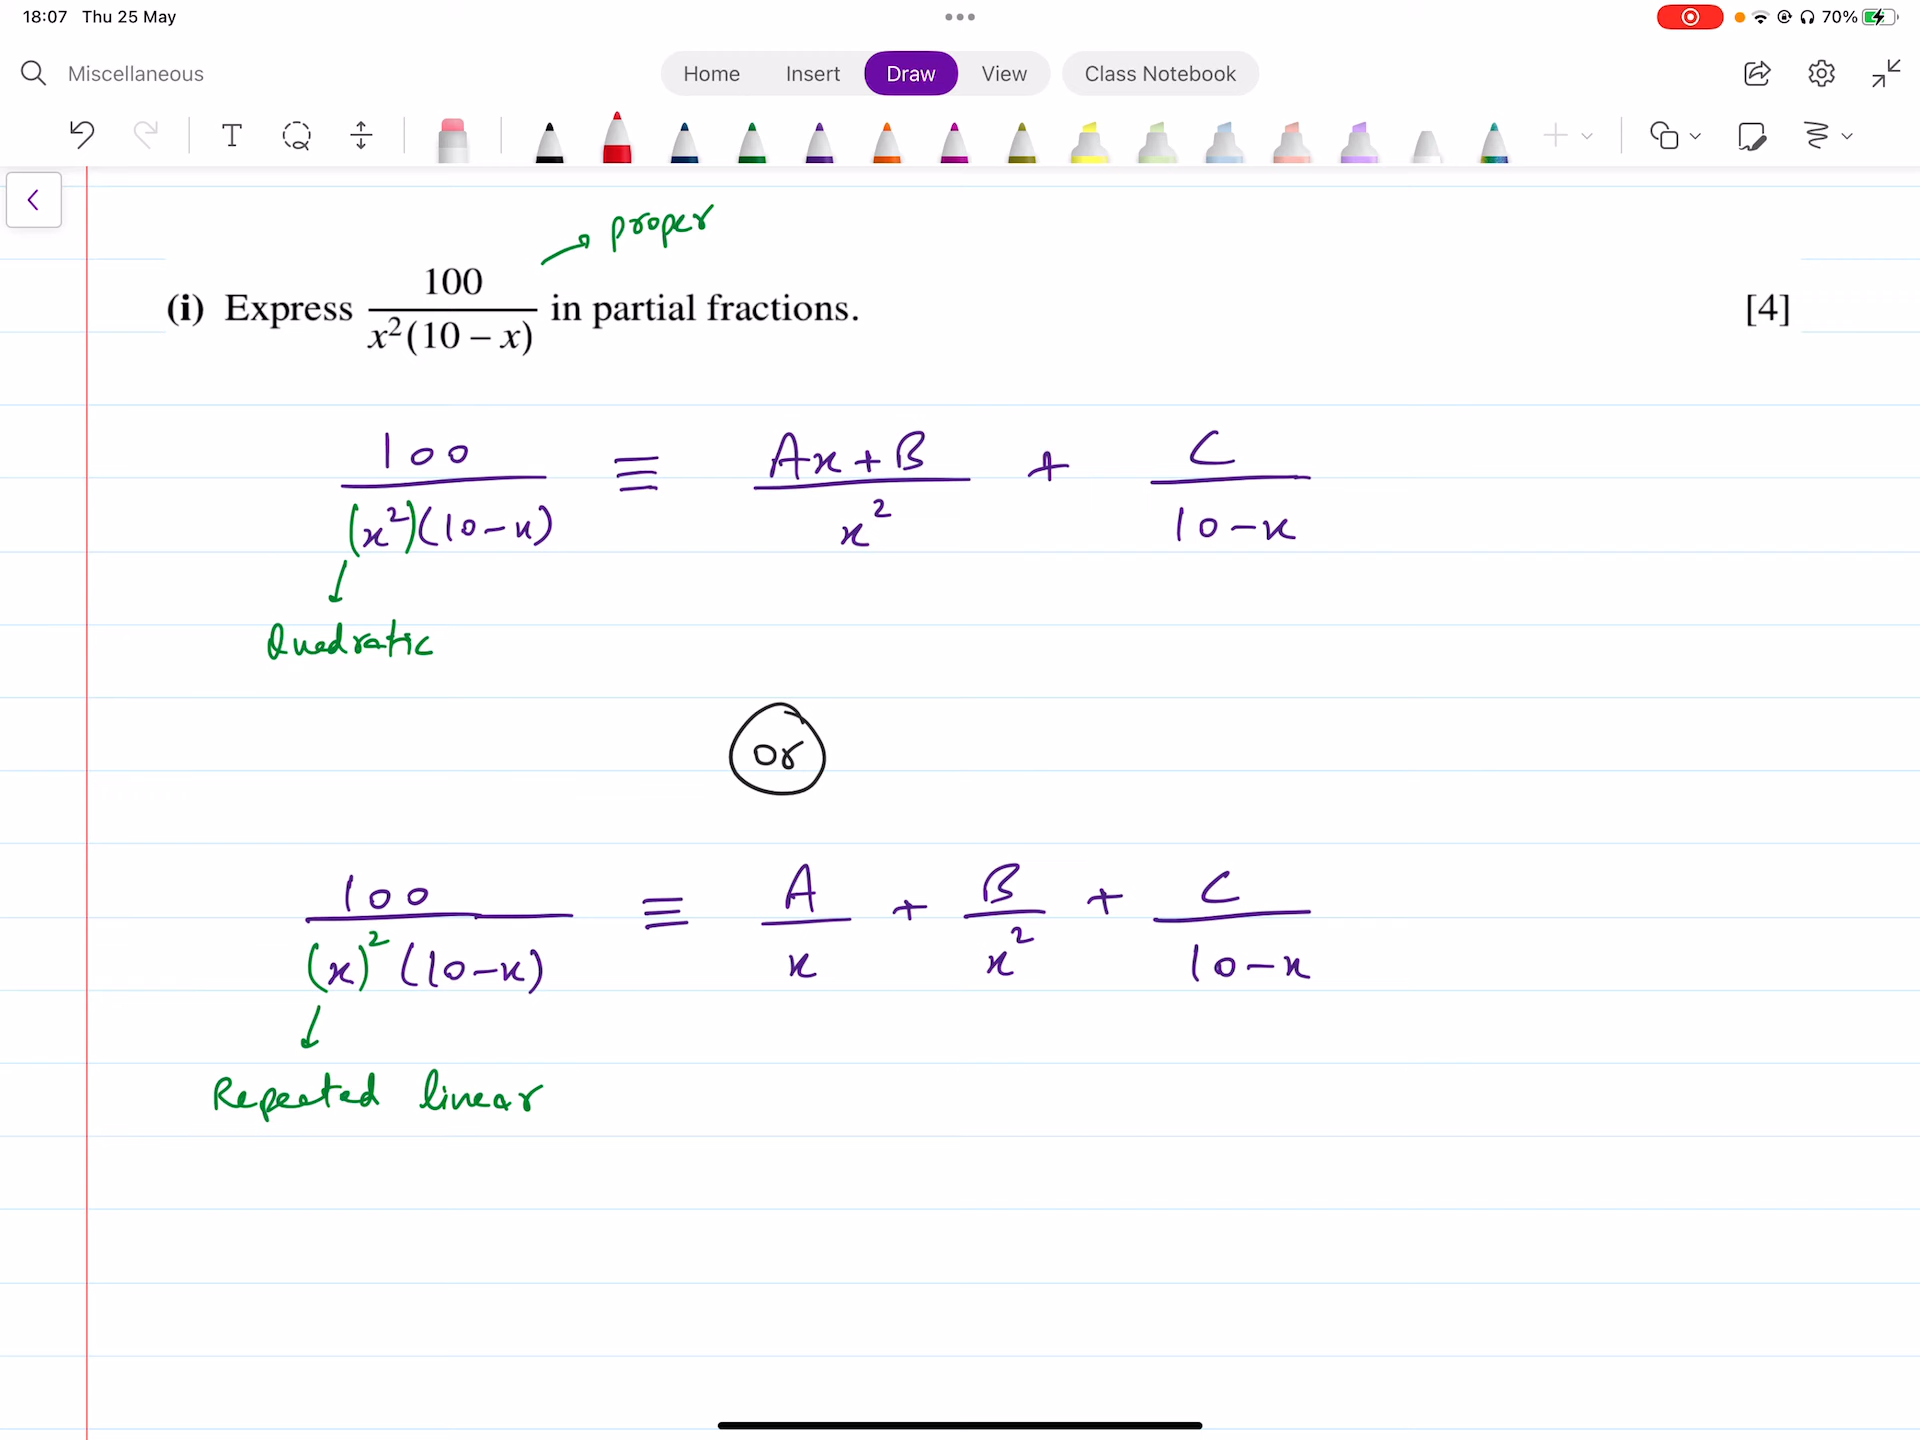 18:07 Thu 25 May
70%
Miscellaneous
Home Insert Draw View Class Notebook
T
proper
(i) Express 100/(x²(10 – x)) in partial fractions. [4]
100/((x²)(10-x)) ≡ (Ax+B)/x² + C/(10-x)
Quadratic
or
100/((x)²(10-x)) ≡ A/x + B/x² + C/(10-x)
Repeated linear